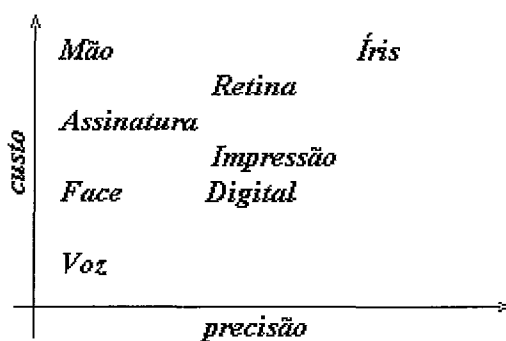 Mão Íris
Retina
Assinatura
Impressão
Face Digital
Voz
custo
precisão